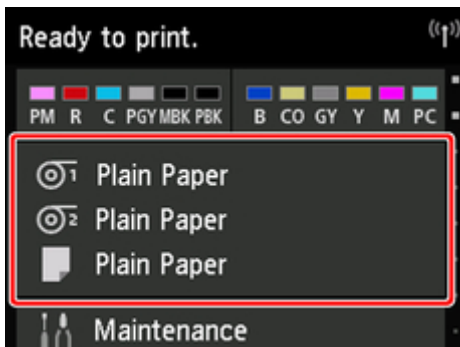 Ready to print.
PM R C PGY MBK PBK B CO GY Y M PC
1 Plain Paper
2 Plain Paper
Plain Paper
Maintenance